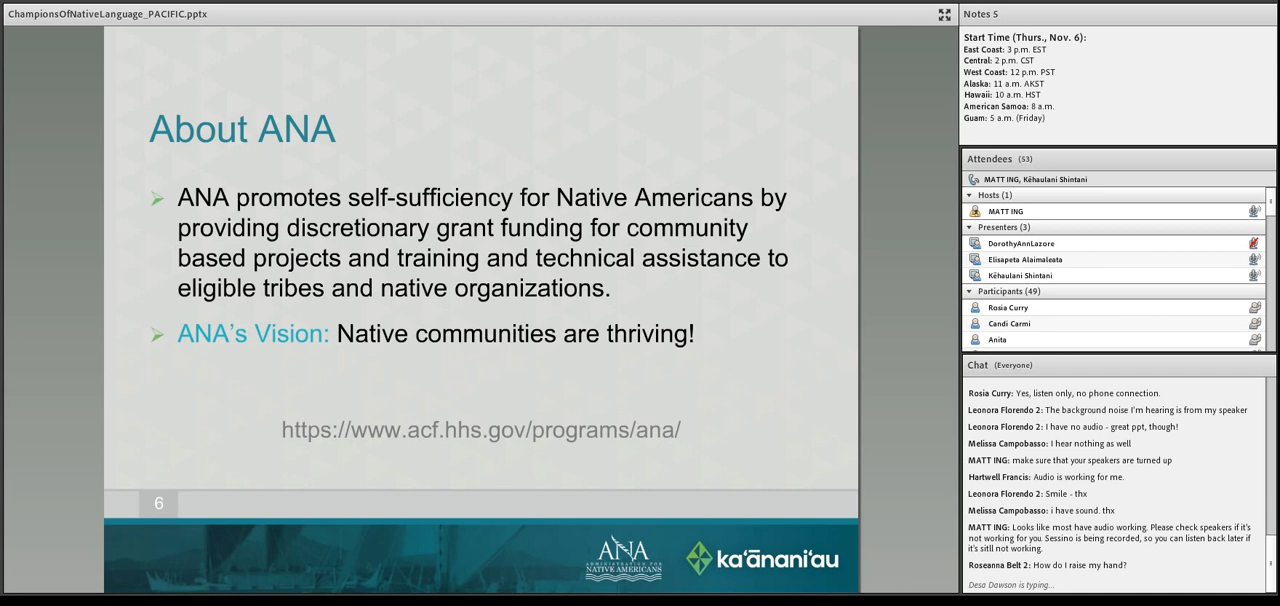 ChampionsOfNativeLanguage_PACIFIC.pptx
About ANA
ANA promotes self-sufficiency for Native Americans by
providing discretionary grant funding for community
based projects and training and technical assistance to
eligible tribes and native organizations.
ANA's Vision: Native communities are thriving!
https://www.acf.hhs.gov/programs/ana/
6
ANA
ADMINISTRATION FOR
NATIVE AMERICANS
ka'ānani'au
Notes 5
Start Time (Thurs., Nov. 6):
East Coast: 3 p.m. EST
Central: 2 p.m. CST
West Coast: 12 p.m. PST
Alaska: 11 a.m. AKST
Hawaii: 10 a.m. HST
American Samoa: 8 a.m.
Guam: 5 a.m. (Friday)
Attendees (53)
MATT ING, Kēhaulani Shintani
Hosts (1)
MATT ING
Presenters (3)
DorothyAnnLazore
Elisapeta Alaimaleata
Kēhaulani Shintani
Participants (49)
Rosia Curry
Candi Carmi
Anita
Chat (Everyone)
Rosia Curry: Yes, listen only, no phone connection.
Leonora Florendo 2: The background noise I'm hearing is from my speaker
Leonora Florendo 2: I have no audio - great ppt, though!
Melissa Campobasso: I hear nothing as well
MATT ING: make sure that your speakers are turned up
Hartwell Francis: Audio is working for me.
Leonora Florendo 2: Smile - thx
Melissa Campobasso: i have sound. thx
MATT ING: Looks like most have audio working. Please check speakers if it's
not working for you. Sessino is being recorded, so you can listen back later if
it's sitll not working.
Roseanna Belt 2: How do I raise my hand?
Desa Dawson is typing...